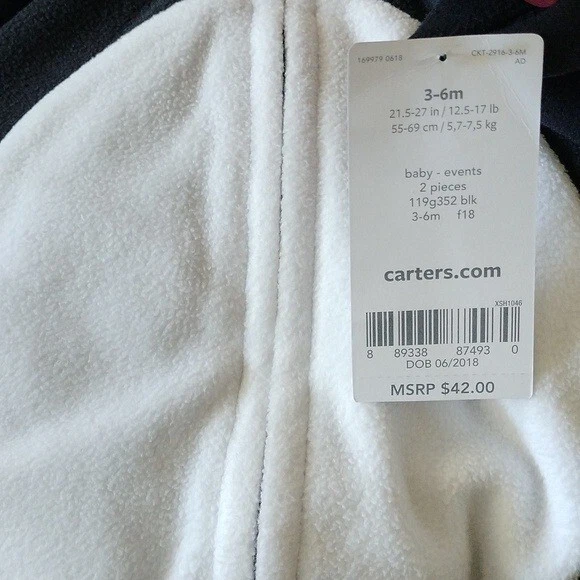 169979 0618 CKT-2916-3-6M
AD
3-6m
21.5-27 in / 12.5-17 lb
55-69 cm / 5,7-7,5 kg
baby - events
2 pieces
119g352 blk
3-6m f18
carters.com
XSH1046
8 89338 87493 0
DOB 06/2018
MSRP $42.00